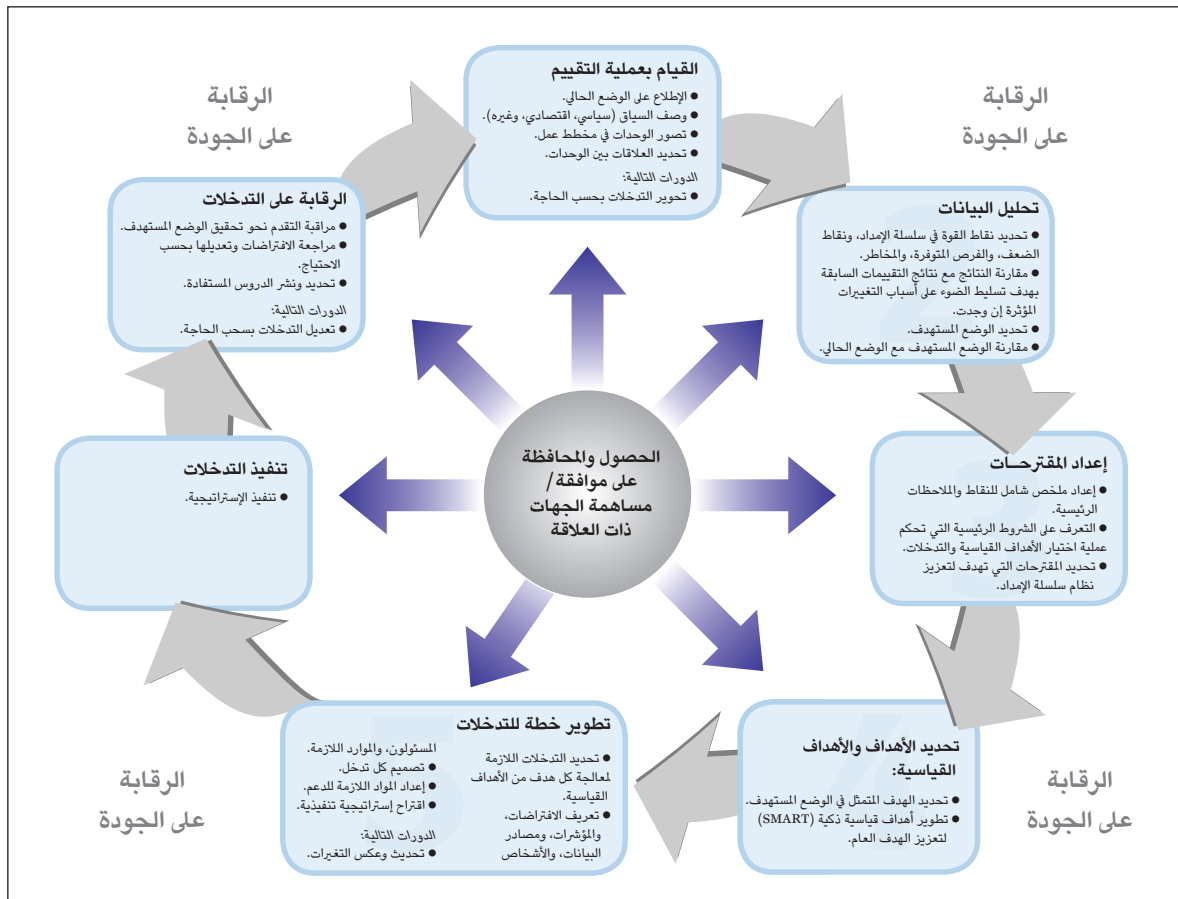 القيام بعملية التقييم
● الإطلاع على الوضع الحالي.
● وصف السياق (سياسي، اقتصادي، وغيره).
● تصور الوحدات في مخطط عمل.
● تحديد العلاقات بين الوحدات.
الدورات التالية:
● تحوير التدخلات بحسب الحاجة.
الرقابة
على الجودة
تحليل البيانات
● تحديد نقاط القوة في سلسلة الإمداد، ونقاط
الضعف، والفرص المتوفرة، والمخاطر.
● مقارنة النتائج مع نتائج التقييمات السابقة
بهدف تسليط الضوء على أسباب التغييرات
المؤثرة إن وجدت.
● تحديد الوضع المستهدف.
● مقارنة الوضع المستهدف مع الوضع الحالي.
إعداد المقترحــات
● إعداد ملخص شامل للنقاط والملاحظات
الرئيسية.
● التعرف على الشروط الرئيسية التي تحكم
عملية اختيار الأهداف القياسية والتدخلات.
● تحديد المقترحات التي تهدف لتعزيز
نظام سلسلة الإمداد.
الرقابة
على الجودة
تحديد الأهداف والأهداف
القياسية:
● تحديد الهدف المتمثل في الوضع المستهدف.
● تطوير أهداف قياسية ذكية (SMART)
لتعزيز الهدف العام.
تطوير خطة للتدخلات
● تحديد التدخلات اللازمة
لمعالجة كل هدف من الأهداف
القياسية.
● تعريف الافتراضات،
والمؤشرات، ومصادر
البيانات، والأشخاص
المسئولون، والموارد اللازمة.
● تصميم كل تدخل.
● إعداد المواد اللازمة للدعم.
● اقتراح إستراتيجية تنفيذية.
الدورات التالية:
● تحديث وعكس التغيرات.
الرقابة
على الجودة
تنفيذ التدخلات
● تنفيذ الإستراتيجية.
الرقابة على التدخلات
● مراقبة التقدم نحو تحقيق الوضع المستهدف.
● مراجعة الافتراضات وتعديلها بحسب
الاحتياج.
● تحديد ونشر الدروس المستفادة.
الدورات التالية:
● تعديل التدخلات بسحب الحاجة.
الرقابة
على الجودة
الحصول والمحافظة
على موافقة/
مساهمة الجهات
ذات العلاقة